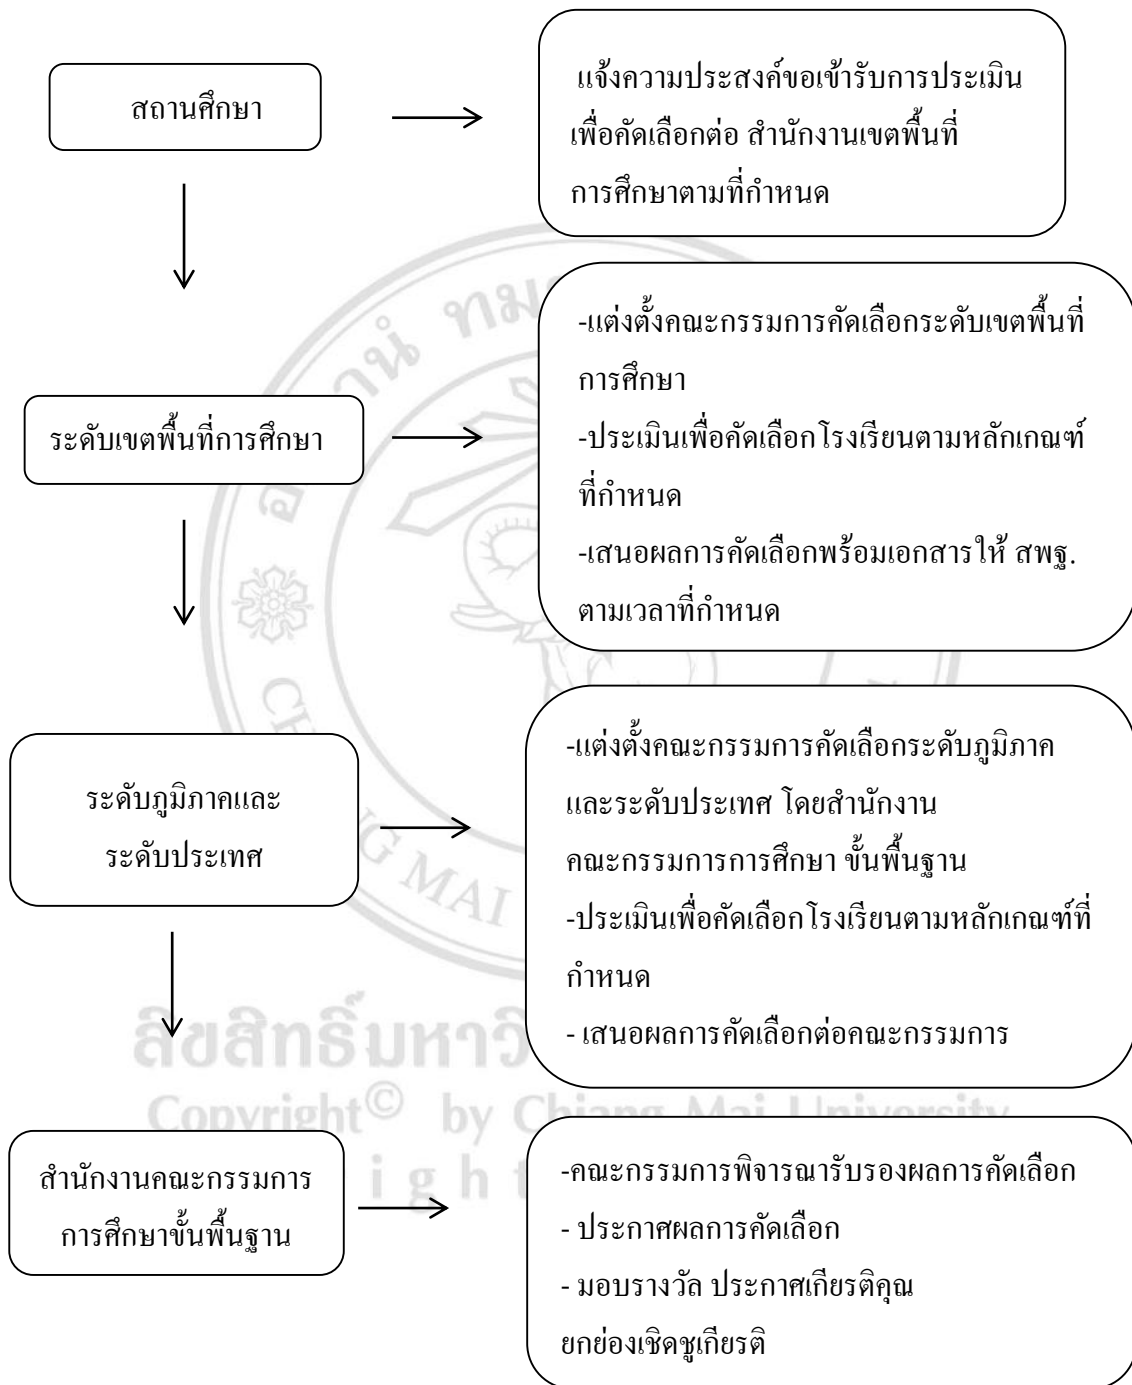 สถานศึกษา
แจ้งความประสงค์ขอเข้ารับการประเมิน
เพื่อคัดเลือกต่อ สำนักงานเขตพื้นที่
การศึกษาตามที่กำหนด
ระดับเขตพื้นที่การศึกษา
-แต่งตั้งคณะกรรมการคัดเลือกระดับเขตพื้นที่
การศึกษา
-ประเมินเพื่อคัดเลือกโรงเรียนตามหลักเกณฑ์
ที่กำหนด
-เสนอผลการคัดเลือกพร้อมเอกสารให้ สพฐ.
ตามเวลาที่กำหนด
ระดับภูมิภาคและ
ระดับประเทศ
-แต่งตั้งคณะกรรมการคัดเลือกระดับภูมิภาค
และระดับประเทศ โดยสำนักงาน
คณะกรรมการการศึกษา ขั้นพื้นฐาน
-ประเมินเพื่อคัดเลือกโรงเรียนตามหลักเกณฑ์ที่
กำหนด
- เสนอผลการคัดเลือกต่อคณะกรรมการ
สำนักงานคณะกรรมการ
การศึกษาขั้นพื้นฐาน
-คณะกรรมการพิจารณารับรองผลการคัดเลือก
- ประกาศผลการคัดเลือก
- มอบรางวัล ประกาศเกียรติคุณ
ยกย่องเชิดชูเกียรติ
Copyright© by Chiang Mai University